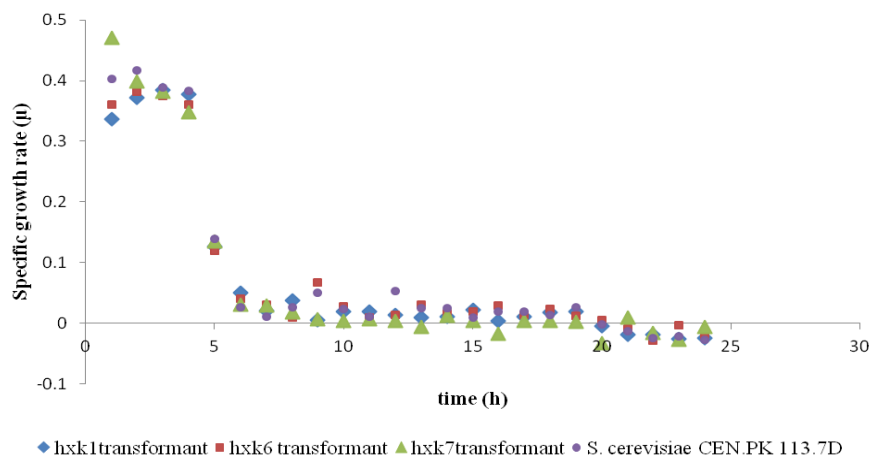 0.5
0.4
0.3
0.2
0.1
0
-0.1
Specific growth rate (μ)
0 5 10 15 20 25 30
time (h)
hxk1transformant hxk6 transformant hxk7transformant S. cerevisiae CEN.PK 113.7D